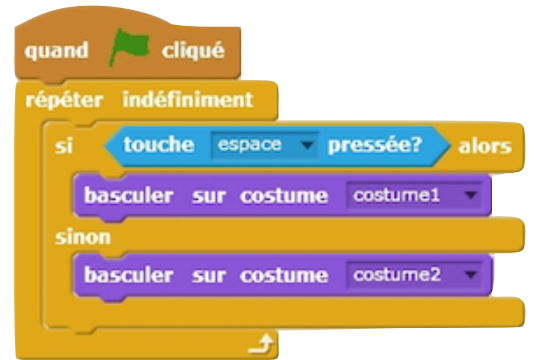 quand cliqué
répéter indéfiniment
si touche espace pressée? alors
basculer sur costume costume1
sinon
basculer sur costume costume2